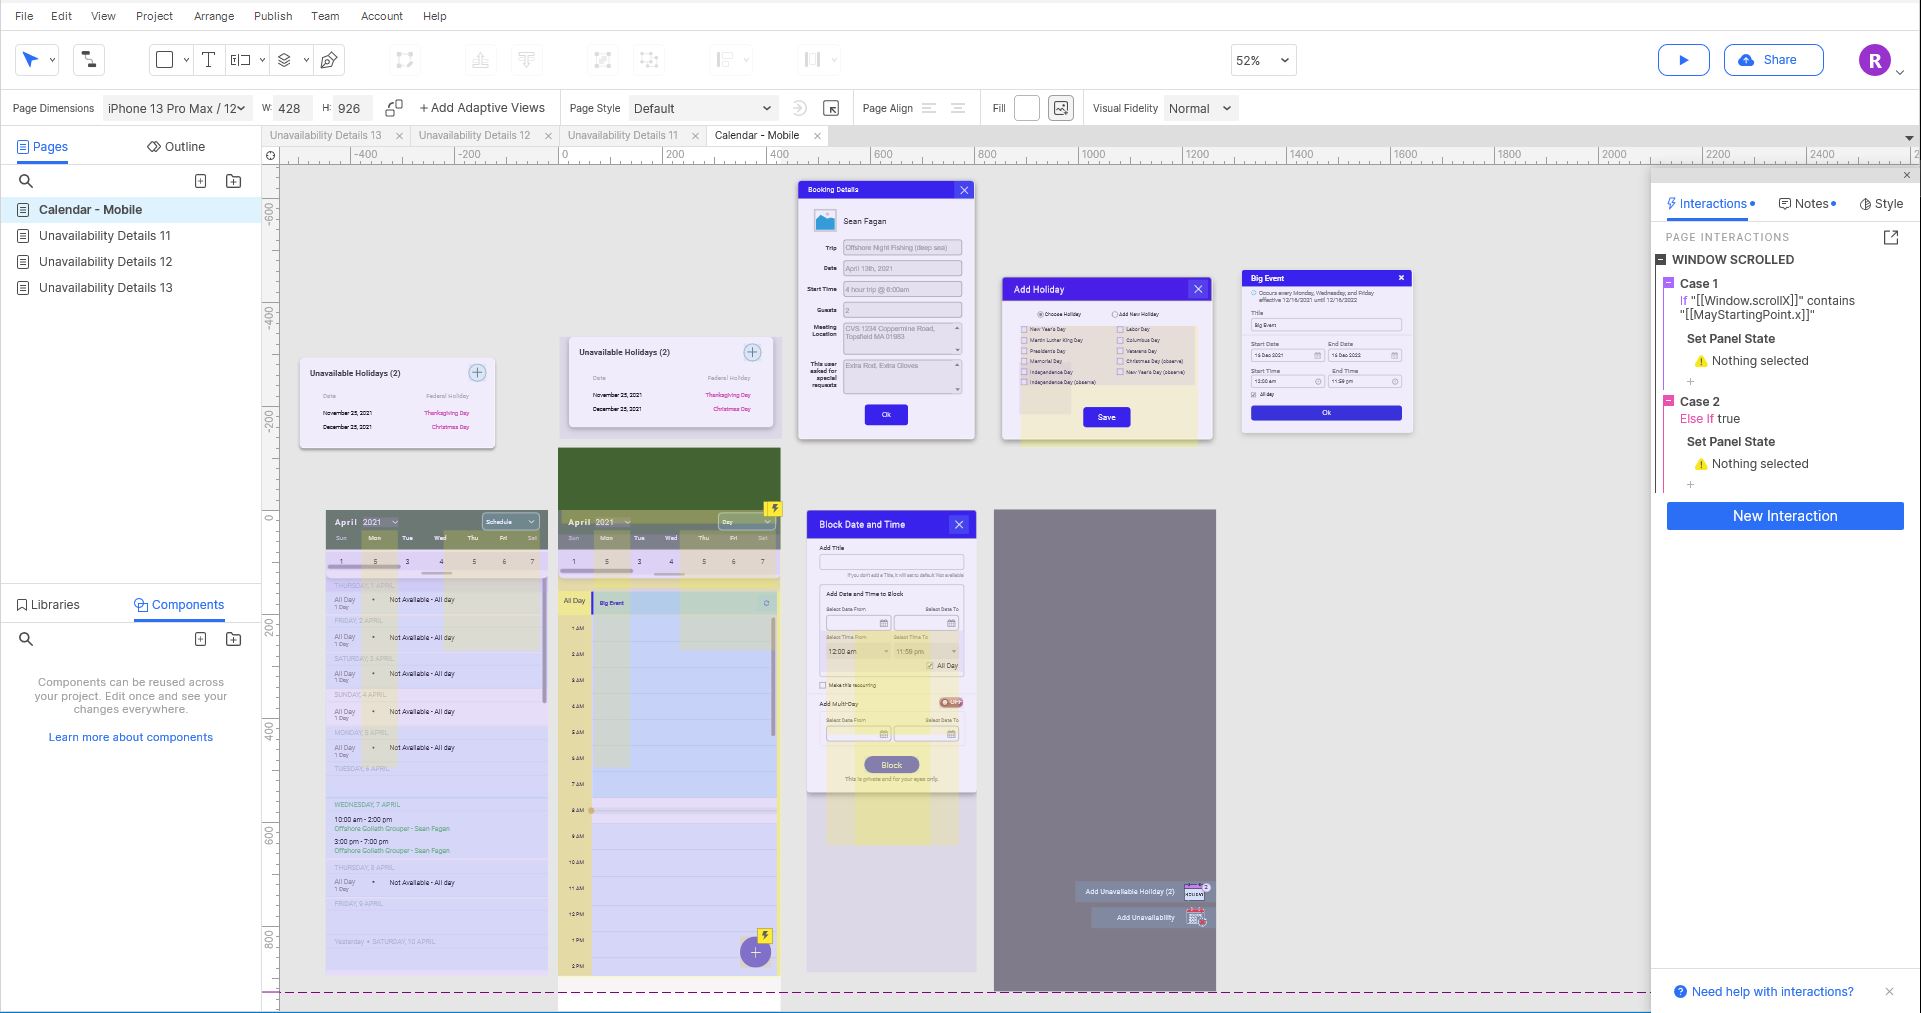 File Edit View Project Arrange Publish Team Account Help
52%
Share
R
Page Dimensions iPhone 13 Pro Max / 12 W: 428 H: 926 + Add Adaptive Views Page Style Default Page Align Fill Visual Fidelity Normal
Pages Outline
Unavailability Details 13 Unavailability Details 12 Unavailability Details 11 Calendar - Mobile
-400 -200 0 200 400 600 800 1000 1200 1400 1600 1800 2000 2200 2400
-600
-400
-200
0
200
400
600
800
Calendar - Mobile
Unavailability Details 11
Unavailability Details 12
Unavailability Details 13
Libraries Components
Components can be reused across
your project. Edit once and see your
changes everywhere.
Learn more about components
Unavailable Holidays (2)
Date Federal Holiday
November 25, 2021 Thanksgiving Day
December 25, 2021 Christmas Day
Unavailable Holidays (2)
Date Federal Holiday
November 25, 2021 Thanksgiving Day
December 25, 2021 Christmas Day
Booking Details
Sean Fagan
Trip Offshore Night Fishing (deep sea)
Date April 13th, 2021
Start Time 4 hour trip @ 6:00am
Guests 2
Meeting Location CVS 1234 Coppermine Road,
Topsfield MA 01983
This user
asked for
special
requests
Extra Rod, Extra Gloves
Ok
Add Holiday
Choose Holiday Add New Holiday
New Year's Day Labor Day
Martin Luther King Day Columbus Day
President's Day Veterans Day
Memorial Day Christmas Day (observe)
Independence Day New Year's Day (observe)
Independence Day (observe)
Save
Big Event
Occurs every Monday, Wednesday, and Friday
effective 12/16/2021 until 12/16/2022
Title
Big Event
Start Date End Date
16 Dec 2021 16 Dec 2022
Start Time End Time
12:00 am 11:59 pm
All day
Ok
April 2021 Schedule
Sun Mon Tue Wed Thu Fri Sat
1 5 3 4 5 6 7
THURSDAY, 1 APRIL
All Day • Not Available - All day
1 Day
FRIDAY, 2 APRIL
All Day • Not Available - All day
1 Day
SATURDAY, 3 APRIL
All Day • Not Available - All day
1 Day
SUNDAY, 4 APRIL
All Day • Not Available - All day
1 Day
MONDAY, 5 APRIL
All Day • Not Available - All day
1 Day
TUESDAY, 6 APRIL
WEDNESDAY, 7 APRIL
10:00 am - 2:00 pm
Offshore Goliath Grouper - Sean Fagan
3:00 pm - 7:00 pm
Offshore Goliath Grouper - Sean Fagan
THURSDAY, 8 APRIL
All Day • Not Available - All day
1 Day
FRIDAY, 9 APRIL
Yesterday • SATURDAY, 10 APRIL
April 2021 Day
Sun Mon Tue Wed Thu Fri Sat
1 5 3 4 5 6 7
All Day Big Event
1 AM
2 AM
3 AM
4 AM
5 AM
6 AM
7 AM
8 AM
9 AM
10 AM
11 AM
12 PM
1 PM
2 PM
Block Date and Time
Add Title
If you don't add a Title, it will set to default 'Not available
Add Date and Time to Block
Select Date From Select Date To
Select Time From Select Time To
12:00 am 11:59 pm
All Day
Make this recurring
Add Multi-Day OFF
Select Date From Select Date To
Block
This is private and for your eyes only.
Add Unavailable Holiday (2)
HOLIDAY 2
Add Unavailability
Interactions Notes Style
PAGE INTERACTIONS
WINDOW SCROLLED
Case 1
If "[[Window.scrollX]]" contains
"[[MayStartingPoint.x]]"
Set Panel State
Nothing selected
+
Case 2
Else If true
Set Panel State
Nothing selected
+
New Interaction
Need help with interactions?